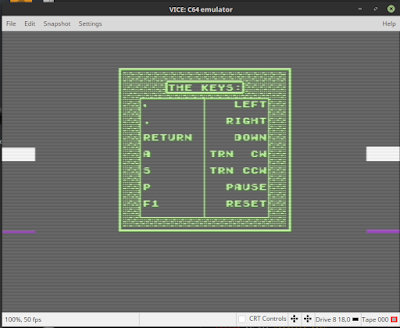 VICE: C64 emulator
File Edit Snapshot Settings Help
THE KEYS:
LEFT
RIGHT
RETURN DOWN
A TRN CW
S TRN CCW
P PAUSE
F1 RESET
100%, 50 fps CRT Controls Drive 8 18,0 Tape 000